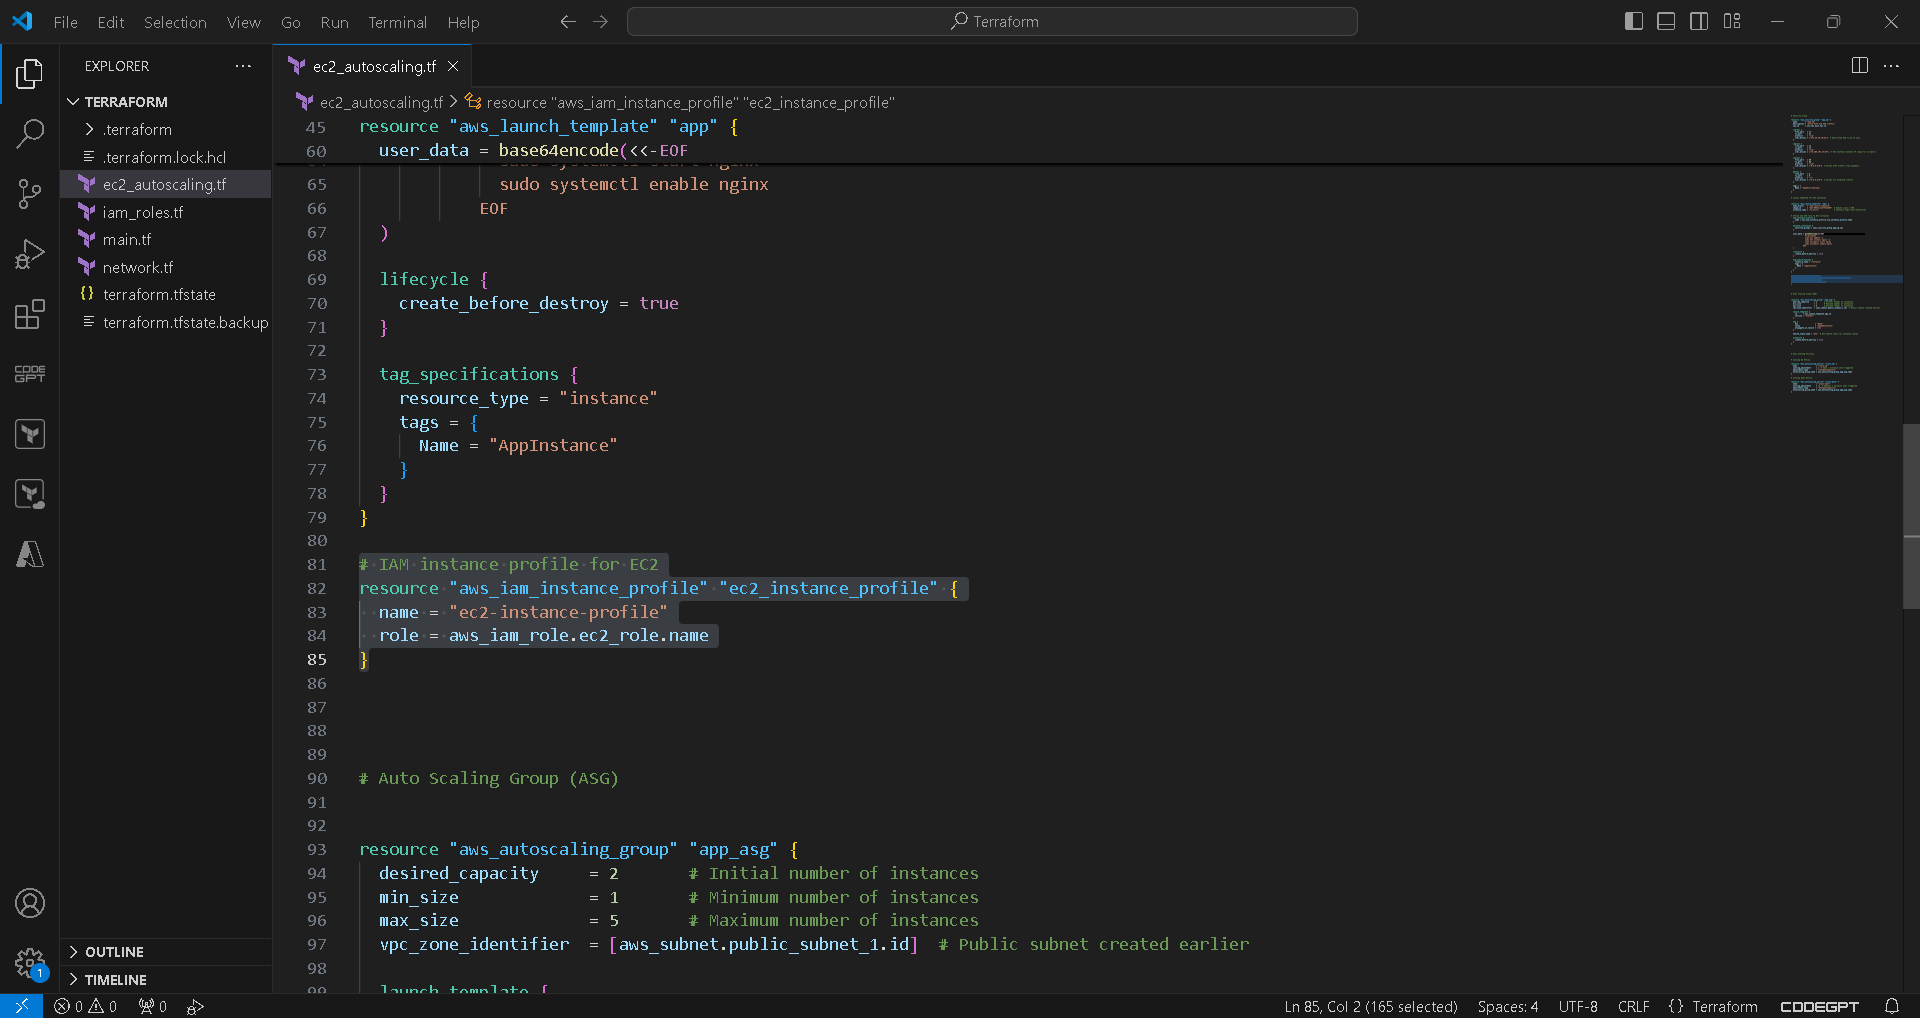 File Edit Selection View Go Run Terminal Help
Terraform
EXPLORER
TERRAFORM
.terraform
.terraform.lock.hcl
ec2_autoscaling.tf
iam_roles.tf
main.tf
network.tf
terraform.tfstate
terraform.tfstate.backup
CODE
GPT
OUTLINE
TIMELINE
1
ec2_autoscaling.tf
ec2_autoscaling.tf > resource "aws_iam_instance_profile" "ec2_instance_profile"
45 resource "aws_launch_template" "app" {
60 user_data = base64encode(<<-EOF
sudo systemctl start nginx
65 sudo systemctl enable nginx
66 EOF
67 )
68
69 lifecycle {
70 create_before_destroy = true
71 }
72
73 tag_specifications {
74 resource_type = "instance"
75 tags = {
76 Name = "AppInstance"
77 }
78 }
79 }
80
81 # IAM instance profile for EC2
82 resource "aws_iam_instance_profile" "ec2_instance_profile" {
83 name = "ec2-instance-profile"
84 role = aws_iam_role.ec2_role.name
85 }
86
87
88
89
90 # Auto Scaling Group (ASG)
91
92
93 resource "aws_autoscaling_group" "app_asg" {
94 desired_capacity = 2 # Initial number of instances
95 min_size = 1 # Minimum number of instances
96 max_size = 5 # Maximum number of instances
97 vpc_zone_identifier = [aws_subnet.public_subnet_1.id] # Public subnet created earlier
98
99 launch_template {
0 0 0 Ln 85, Col 2 (165 selected) Spaces: 4 UTF-8 CRLF {} Terraform CODEGPT